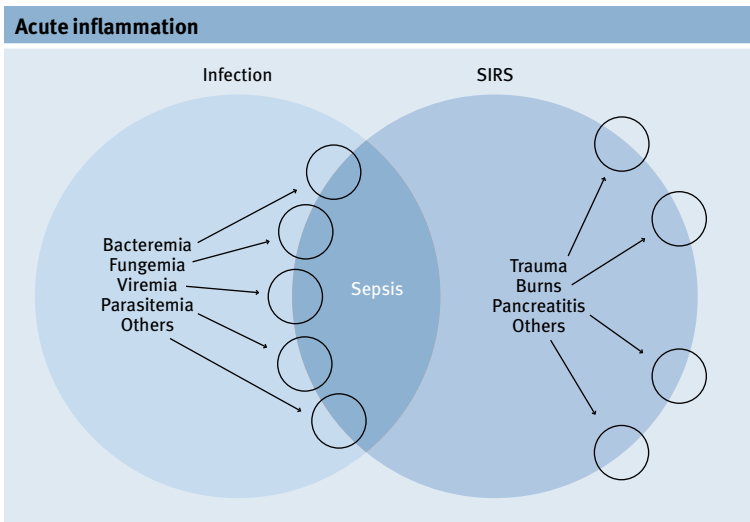 Acute inflammation
Infection
SIRS
Bacteremia
Fungemia
Viremia
Parasitemia
Others
Sepsis
Trauma
Burns
Pancreatitis
Others